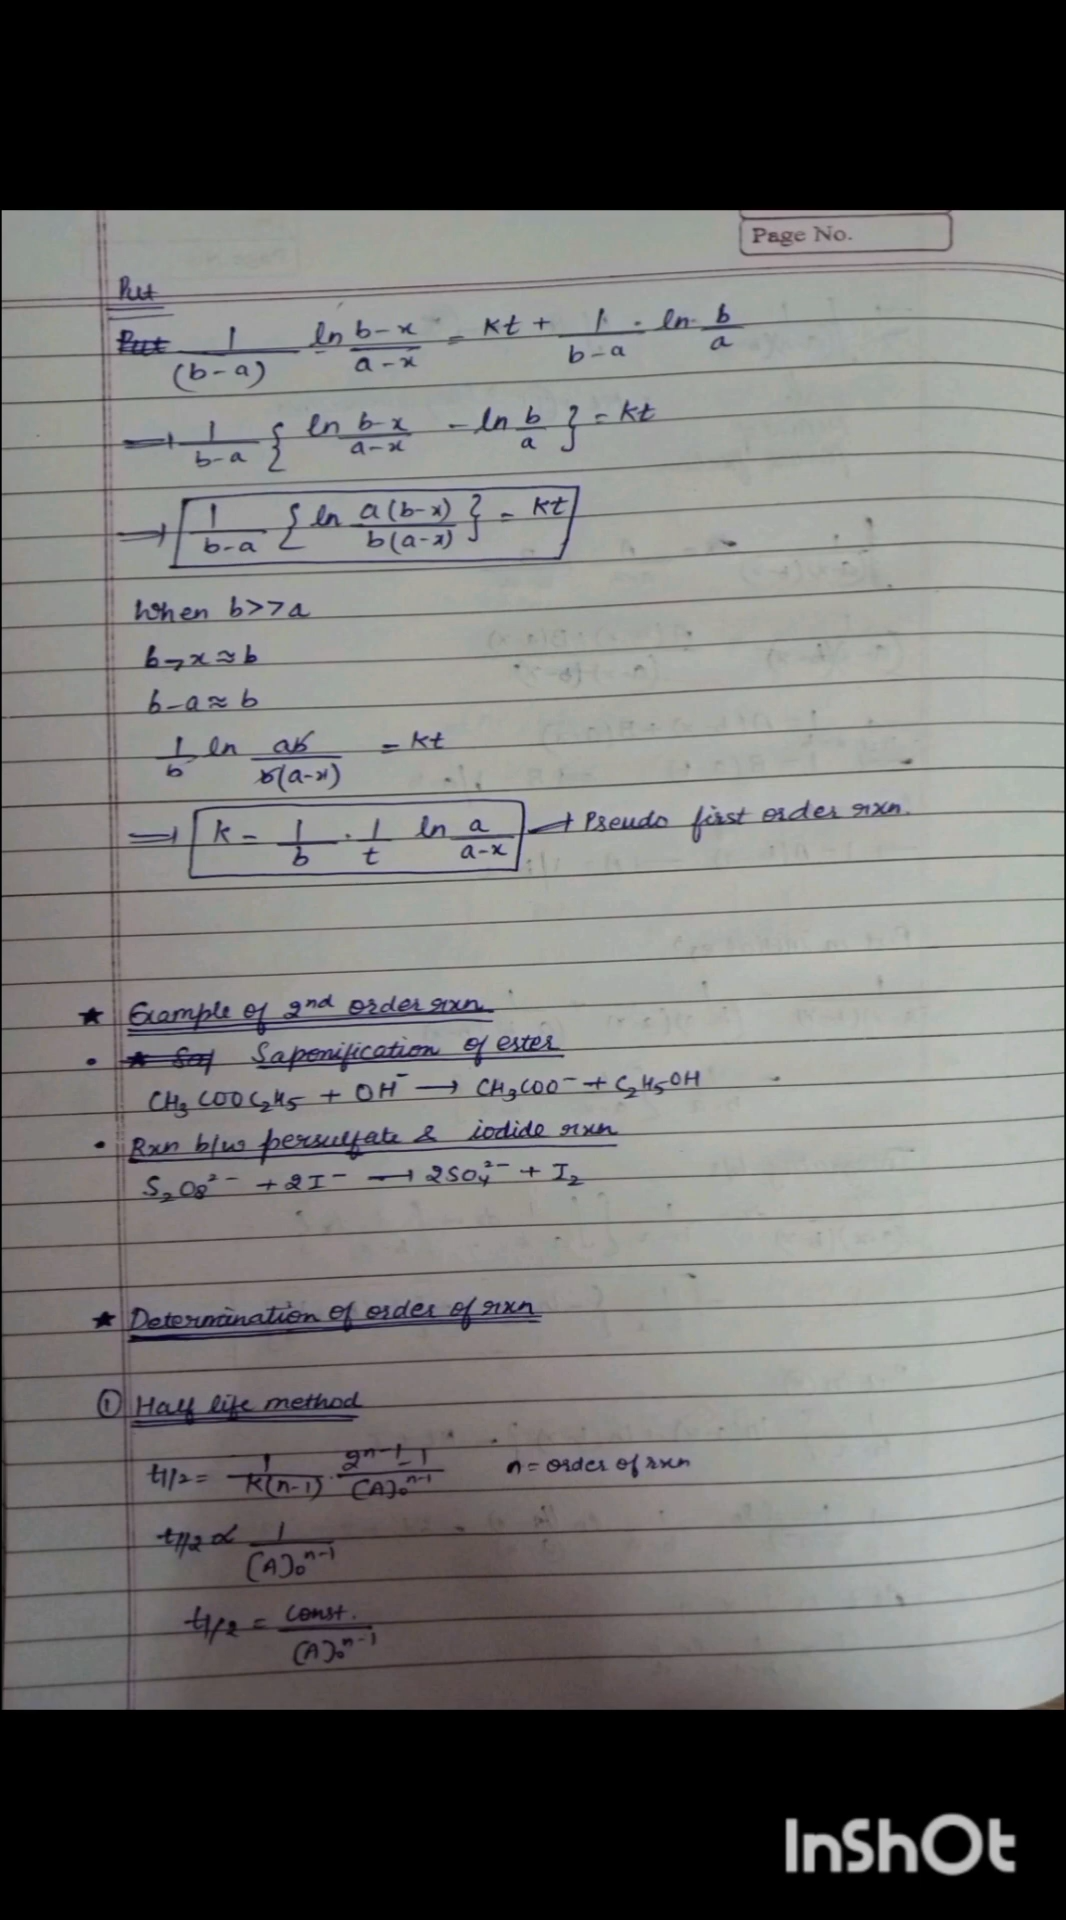 Page No.
Put
Put 1/(b-a) ln b-x/a-x = kt + 1/b-a · ln b/a
⟹ 1/b-a { ln b-x/a-x - ln b/a } = kt
⟹ 1/b-a { ln a(b-x)/b(a-x) } = kt
When b>>a
b-x≈b
b-a≈b
1/b ln ab/b(a-x) = kt
⟹ k = 1/b · 1/t ln a/a-x → Pseudo first order rxn.
★ Example of 2nd order rxn
• ★ Sap Saponification of ester
CH₃COOC₂H₅ + OH⁻ ⟶ CH₃COO⁻ + C₂H₅OH
• Rxn b/w persulfate & iodide rxn
S₂O₈²⁻ + 2I⁻ ⟶ 2SO₄²⁻ + I₂
★ Determination of order of rxn
① Half life method
t1/2 = 1/k(n-1) · 2ⁿ⁻¹-1/[A]₀ⁿ⁻¹ n = order of rxn
t1/2 ∝ 1/[A]₀ⁿ⁻¹
t1/2 = const./[A]₀ⁿ⁻¹
InShOt